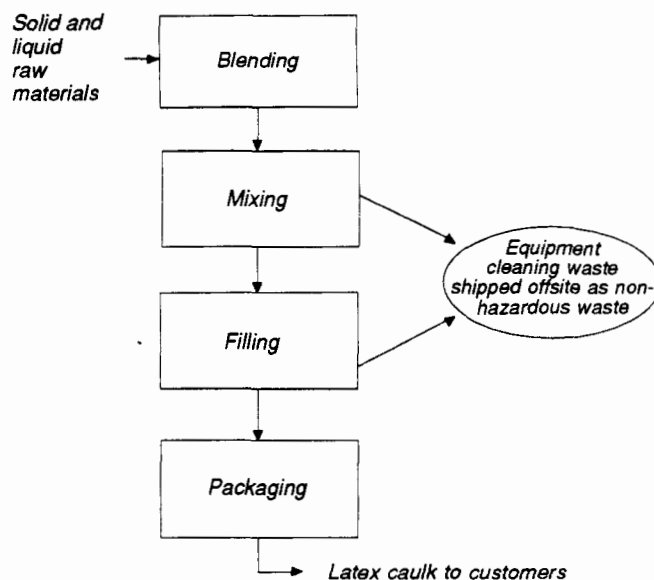 Solid and
liquid
raw
materials
Blending
Mixing
Equipment
cleaning waste
shipped offsite as non-
hazardous waste
Filling
Packaging
Latex caulk to customers